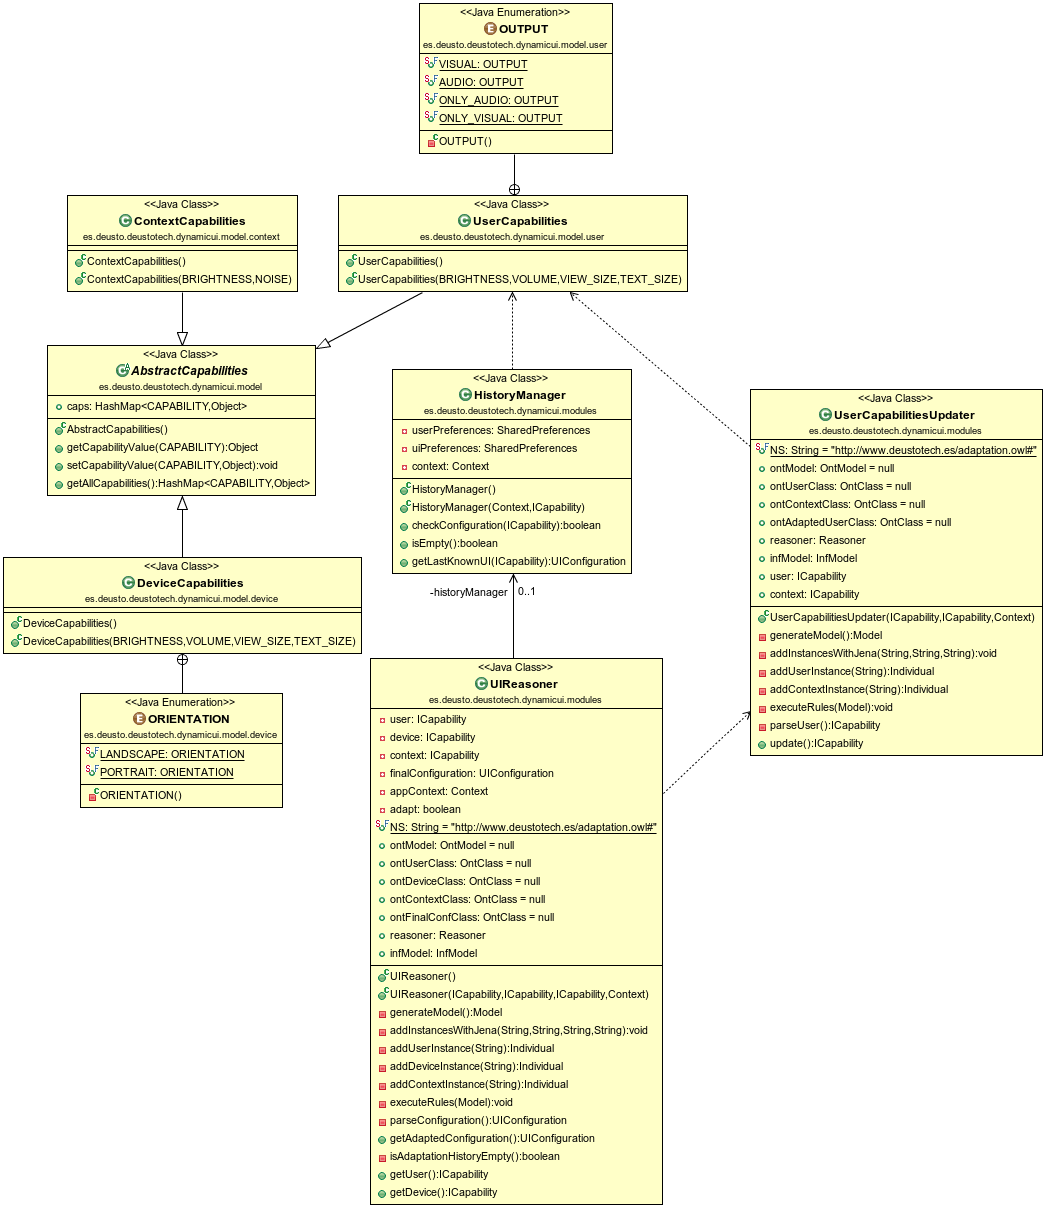 <<Java Enumeration>>
OUTPUT
es.deusto.deustotech.dynamicui.model.user
VISUAL: OUTPUT
AUDIO: OUTPUT
ONLY_AUDIO: OUTPUT
ONLY_VISUAL: OUTPUT
OUTPUT()
<<Java Class>>
ContextCapabilities
es.deusto.deustotech.dynamicui.model.context
ContextCapabilities()
ContextCapabilities(BRIGHTNESS,NOISE)
<<Java Class>>
UserCapabilities
es.deusto.deustotech.dynamicui.model.user
UserCapabilities()
UserCapabilities(BRIGHTNESS,VOLUME,VIEW_SIZE,TEXT_SIZE)
<<Java Class>>
AbstractCapabilities
es.deusto.deustotech.dynamicui.model
caps: HashMap<CAPABILITY,Object>
AbstractCapabilities()
getCapabilityValue(CAPABILITY):Object
setCapabilityValue(CAPABILITY,Object):void
getAllCapabilities():HashMap<CAPABILITY,Object>
<<Java Class>>
HistoryManager
es.deusto.deustotech.dynamicui.modules
userPreferences: SharedPreferences
uiPreferences: SharedPreferences
context: Context
HistoryManager()
HistoryManager(Context,ICapability)
checkConfiguration(ICapability):boolean
isEmpty():boolean
getLastKnownUI(ICapability):UIConfiguration
<<Java Class>>
UserCapabilitiesUpdater
es.deusto.deustotech.dynamicui.modules
NS: String = "http://www.deustotech.es/adaptation.owl#"
ontModel: OntModel = null
ontUserClass: OntClass = null
ontContextClass: OntClass = null
ontAdaptedUserClass: OntClass = null
reasoner: Reasoner
infModel: InfModel
user: ICapability
context: ICapability
UserCapabilitiesUpdater(ICapability,ICapability,Context)
generateModel():Model
addInstancesWithJena(String,String,String):void
addUserInstance(String):Individual
addContextInstance(String):Individual
executeRules(Model):void
parseUser():ICapability
update():ICapability
<<Java Class>>
DeviceCapabilities
es.deusto.deustotech.dynamicui.model.device
DeviceCapabilities()
DeviceCapabilities(BRIGHTNESS,VOLUME,VIEW_SIZE,TEXT_SIZE)
-historyManager 0..1
<<Java Enumeration>>
ORIENTATION
es.deusto.deustotech.dynamicui.model.device
LANDSCAPE: ORIENTATION
PORTRAIT: ORIENTATION
ORIENTATION()
<<Java Class>>
UIReasoner
es.deusto.deustotech.dynamicui.modules
user: ICapability
device: ICapability
context: ICapability
finalConfiguration: UIConfiguration
appContext: Context
adapt: boolean
NS: String = "http://www.deustotech.es/adaptation.owl#"
ontModel: OntModel = null
ontUserClass: OntClass = null
ontDeviceClass: OntClass = null
ontContextClass: OntClass = null
ontFinalConfClass: OntClass = null
reasoner: Reasoner
infModel: InfModel
UIReasoner()
UIReasoner(ICapability,ICapability,ICapability,Context)
generateModel():Model
addInstancesWithJena(String,String,String,String):void
addUserInstance(String):Individual
addDeviceInstance(String):Individual
addContextInstance(String):Individual
executeRules(Model):void
parseConfiguration():UIConfiguration
getAdaptedConfiguration():UIConfiguration
isAdaptationHistoryEmpty():boolean
getUser():ICapability
getDevice():ICapability